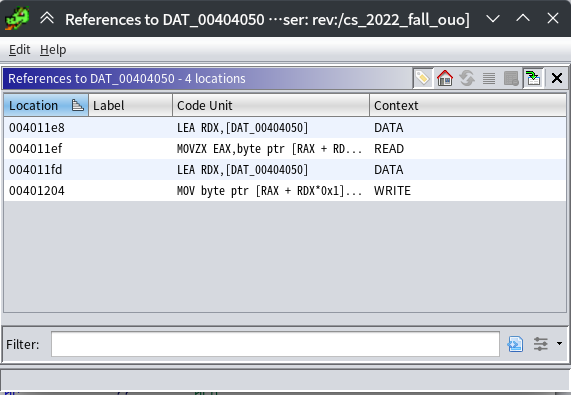 References to DAT_00404050 ···ser: rev:/cs_2022_fall_ouo]
Edit Help
References to DAT_00404050 - 4 locations
Location Label Code Unit Context
004011e8 LEA RDX,[DAT_00404050] DATA
004011ef MOVZX EAX,byte ptr [RAX + RD... READ
004011fd LEA RDX,[DAT_00404050] DATA
00401204 MOV byte ptr [RAX + RDX*0x1]... WRITE
Filter: